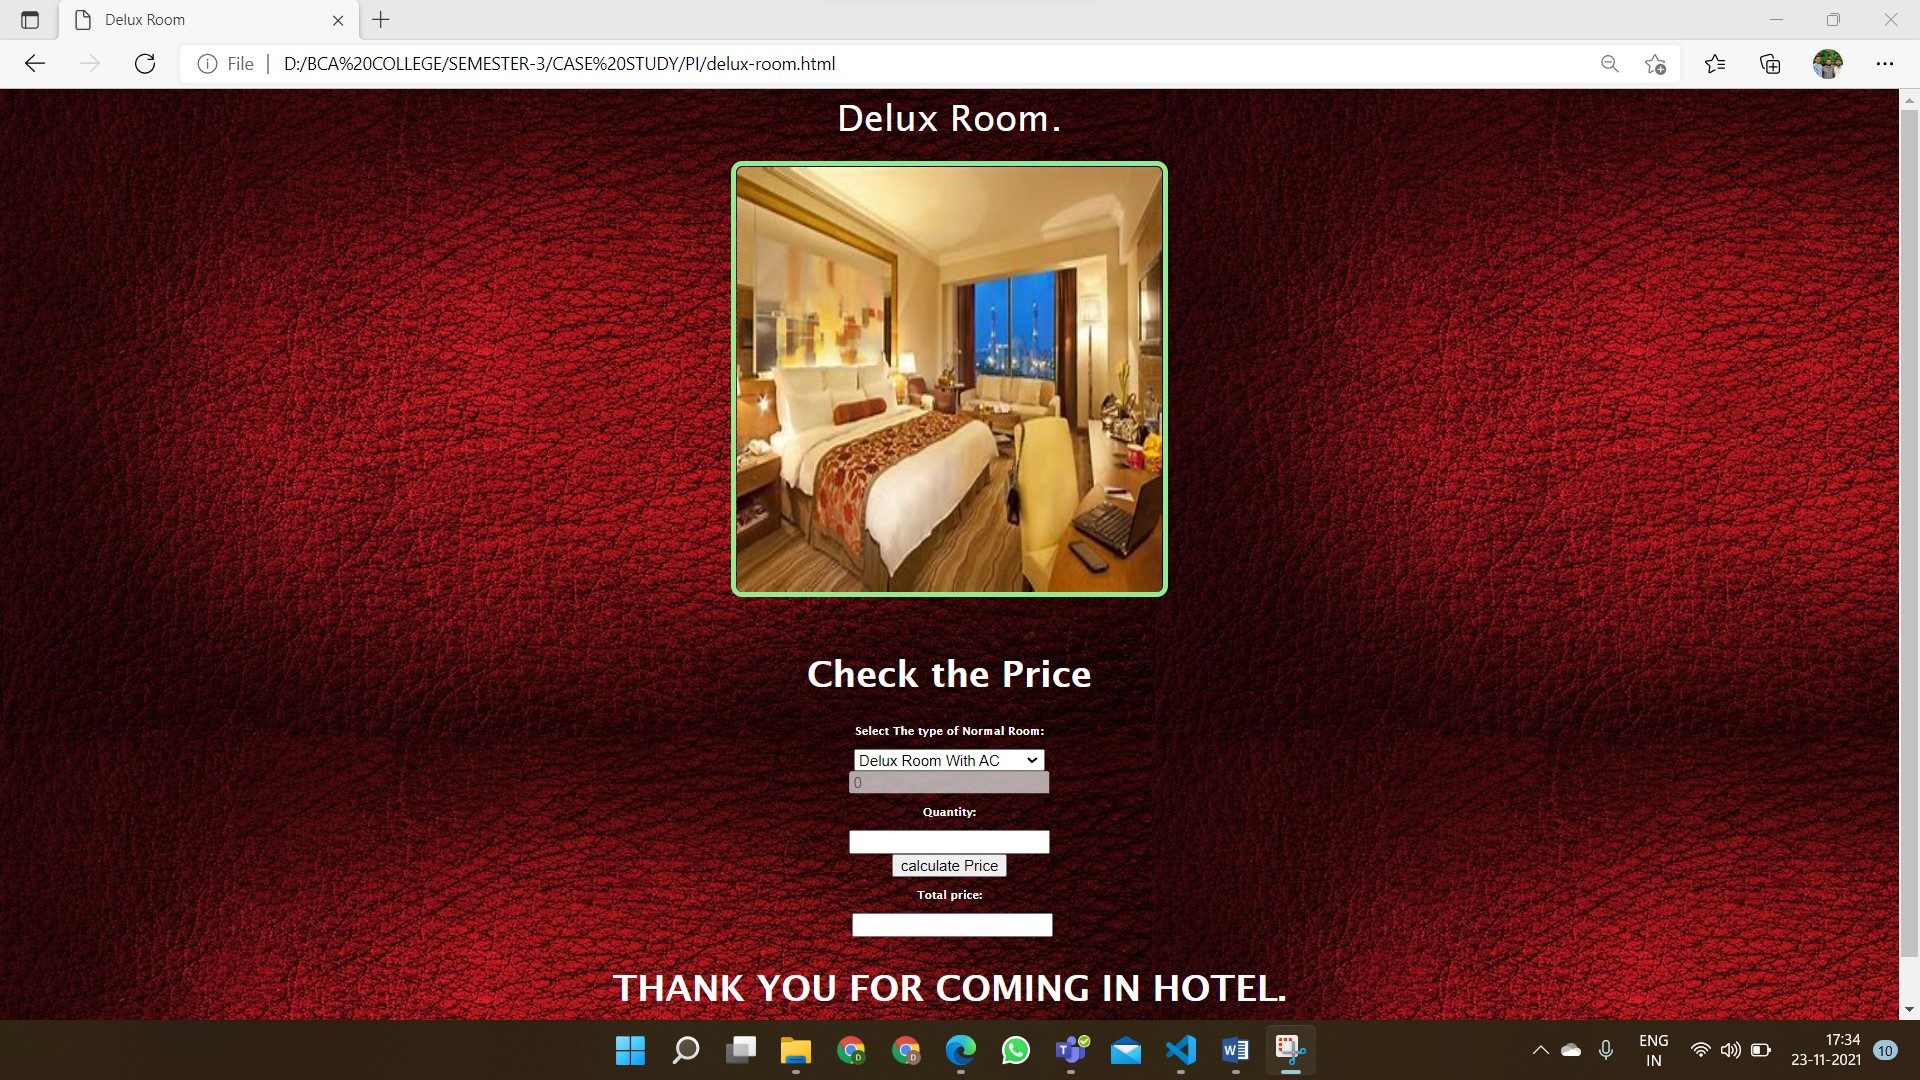 Delux Room
File
D:/BCA%20COLLEGE/SEMESTER-3/CASE%20STUDY/PI/delux-room.html
Delux Room.
Check the Price
Select The type of Normal Room:
Delux Room With AC
0
Quantity:
calculate Price
Total price:
THANK YOU FOR COMING IN HOTEL.
D
D
T
W
ENG
IN
17:34
23-11-2021
10